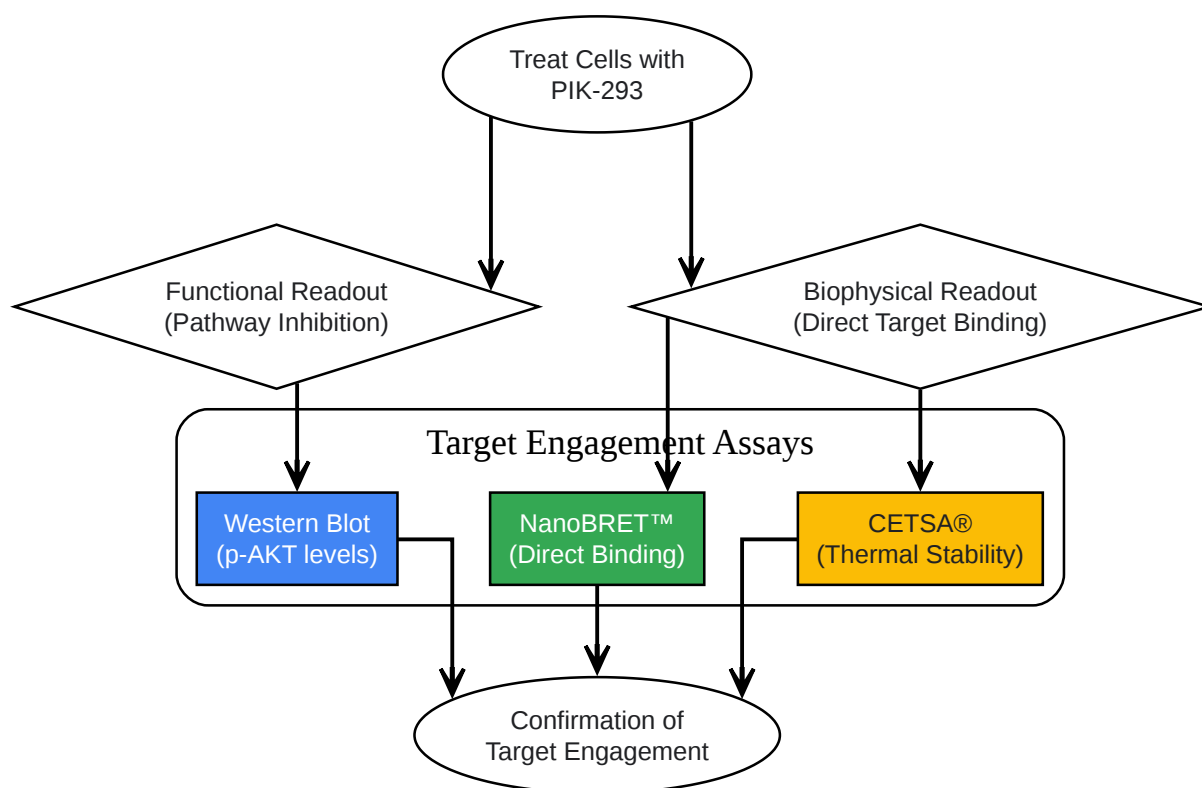 Treat Cells with
PIK-293
Functional Readout
(Pathway Inhibition)
Biophysical Readout
(Direct Target Binding)
Target Engagement Assays
Western Blot
(p-AKT levels)
NanoBRET™
(Direct Binding)
CETSA®
(Thermal Stability)
Confirmation of
Target Engagement